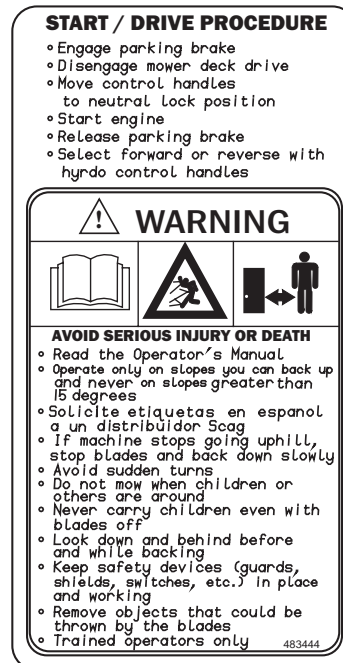 START / DRIVE PROCEDURE
◦ Engage parking brake
◦ Disengage mower deck drive
◦ Move control handles
to neutral lock position
◦ Start engine
◦ Release parking brake
◦ Select forward or reverse with
hyrdo control handles
WARNING
AVOID SERIOUS INJURY OR DEATH
◦ Read the Operator's Manual
◦ Operate only on slopes you can back up
and never on slopes greater than
15 degrees
◦ Solicite etiquetas en espanol
a un distribuidor Scag
◦ If machine stops going uphill,
stop blades and back down slowly
◦ Avoid sudden turns
◦ Do not mow when children or
others are around
◦ Never carry children even with
blades off
◦ Look down and behind before
and while backing
◦ Keep safety devices (guards,
shields, switches, etc.) in place
and working
◦ Remove objects that could be
thrown by the blades
◦ Trained operators only 483444